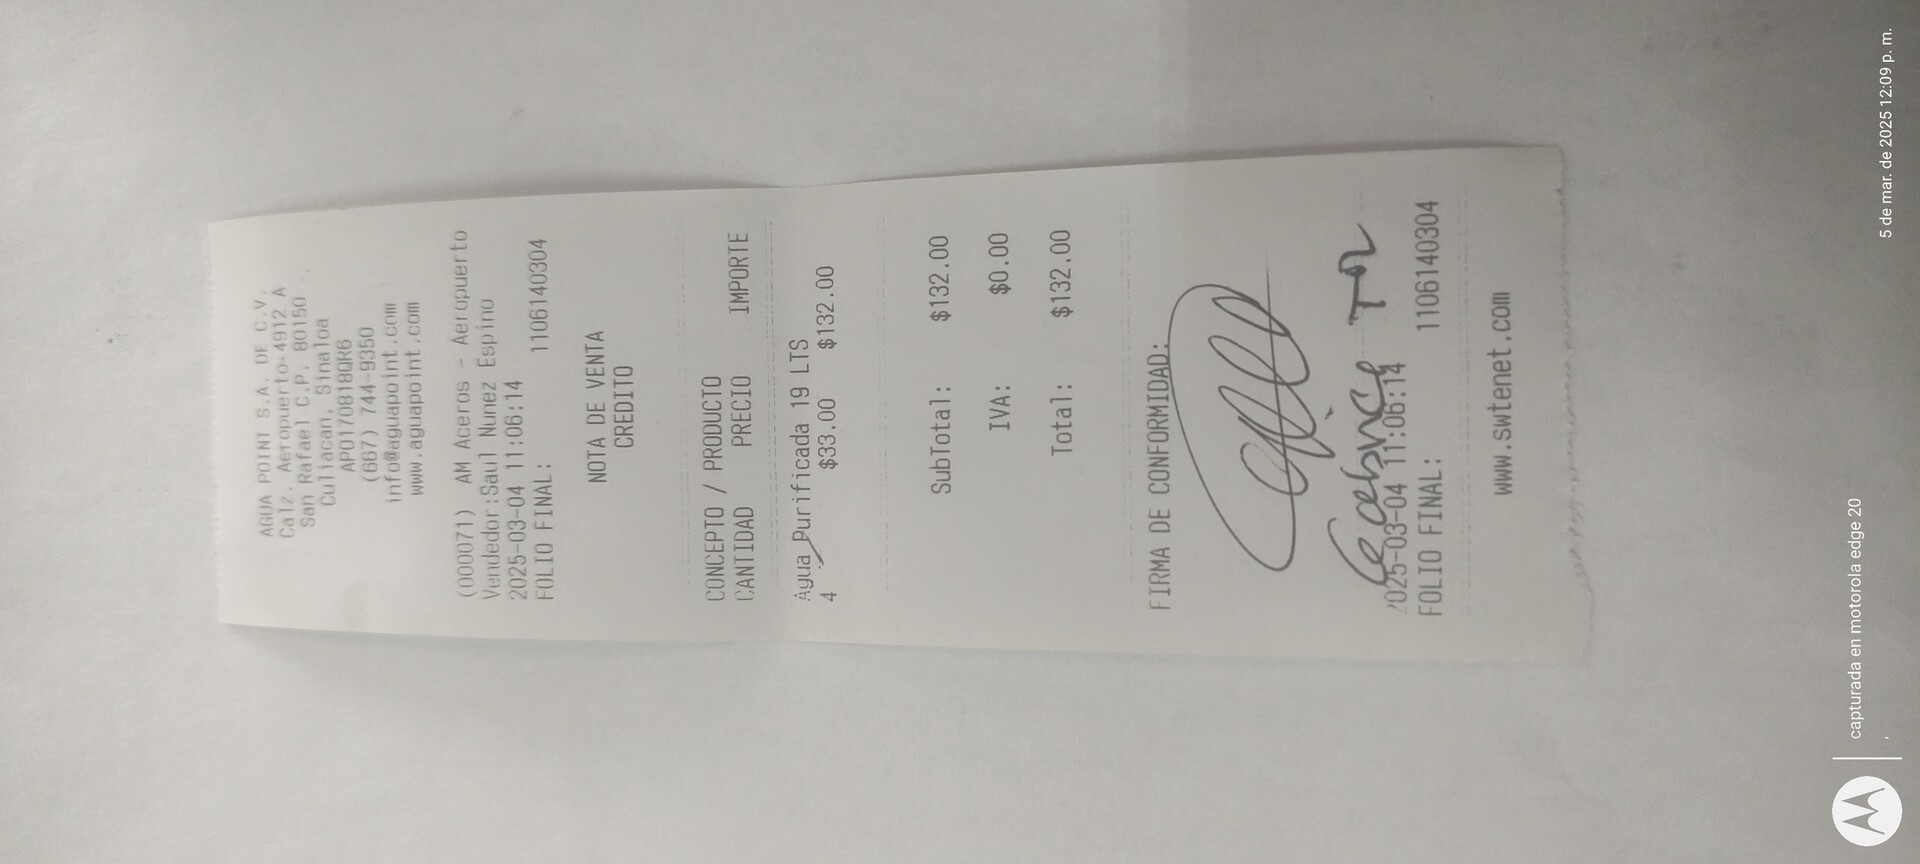 AGUA POINT S.A. DE C.V.
Calz. Aeropuerto 4912 A
San Rafael C.P. 80150
Culiacan, Sinaloa
APO170818QR6
(667) 744-9350
info@aguapoint.com
www.aguapoint.com
(000071) AM Aceros - Aeropuerto
Vendedor:Saul Nunez Espino
2025-03-04 11:06:14
FOLIO FINAL: 1106140304
NOTA DE VENTA
CREDITO
CONCEPTO / PRODUCTO
CANTIDAD PRECIO IMPORTE
Agua Purificada 19 LTS
4 $33.00 $132.00
SubTotal: $132.00
IVA: $0.00
Total: $132.00
FIRMA DE CONFORMIDAD:
2025-03-04 11:06:14
FOLIO FINAL: 1106140304
www.swtenet.com
capturada en motorola edge 20
5 de mar. de 2025 12:09 p. m.